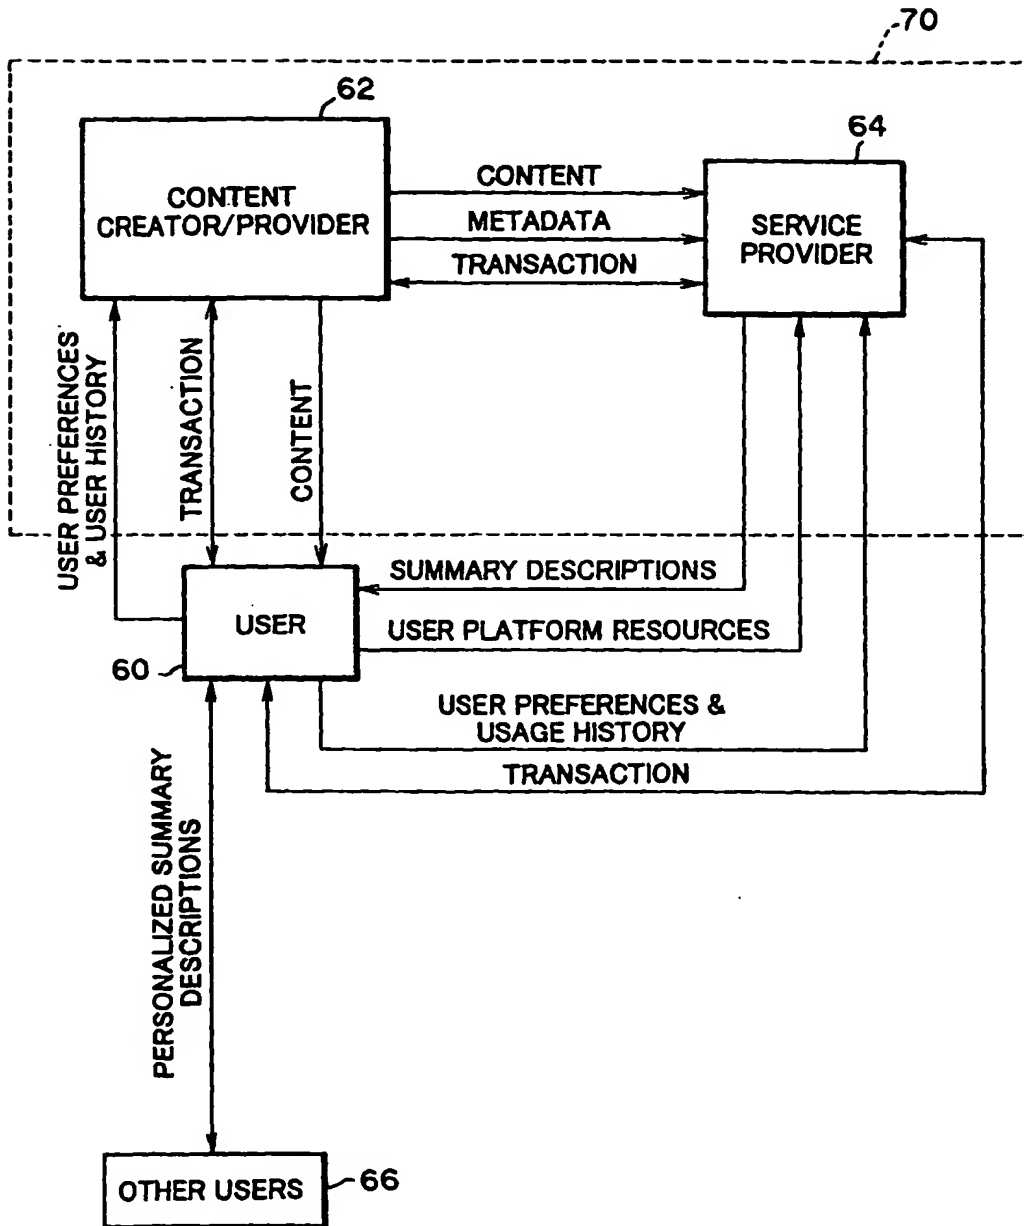 70
62
64
CONTENT
CREATOR/PROVIDER
CONTENT
METADATA
TRANSACTION
SERVICE
PROVIDER
USER PREFERENCES
& USER HISTORY
TRANSACTION
CONTENT
SUMMARY DESCRIPTIONS
USER
USER PLATFORM RESOURCES
60
USER PREFERENCES &
USAGE HISTORY
TRANSACTION
PERSONALIZED SUMMARY
DESCRIPTIONS
OTHER USERS
66